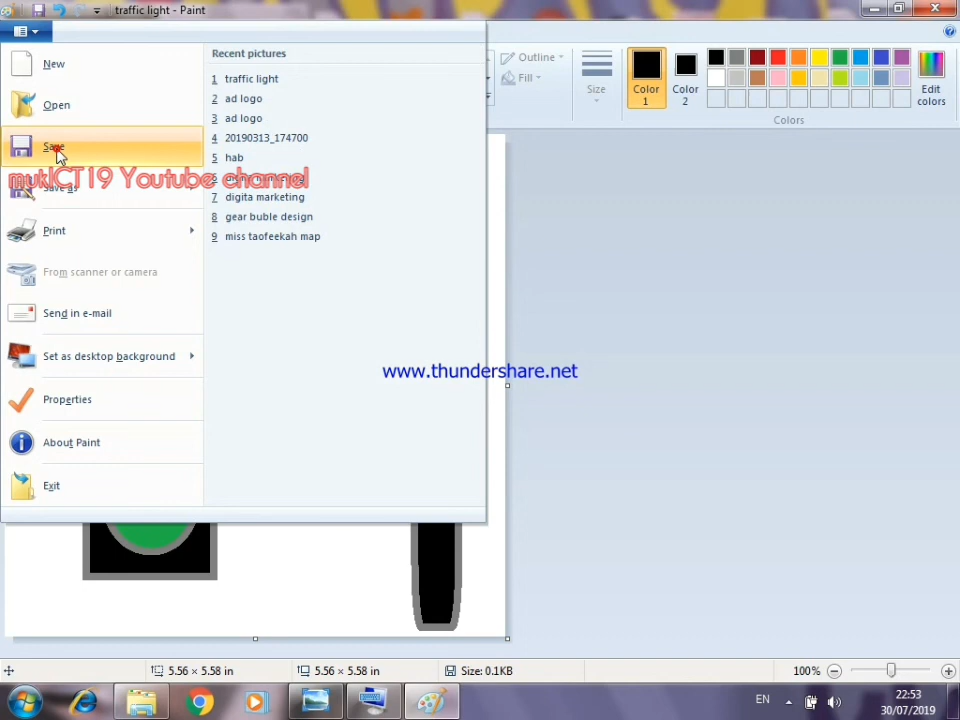 traffic light - Paint
New
Open
Save
Save as
Print
From scanner or camera
Send in e-mail
Set as desktop background
Properties
About Paint
Exit
Recent pictures
1 traffic light
2 ad logo
3 ad logo
4 20190313_174700
5 hab
7 digita marketing
8 gear buble design
9 miss taofeekah map
mukICT19 Youtube channel
Outline
Fill
Size
Color 1
Color 2
Edit colors
Colors
www.thundershare.net
5.56 × 5.58 in
5.56 × 5.58 in
Size: 0.1KB
100%
EN
22:53
30/07/2019